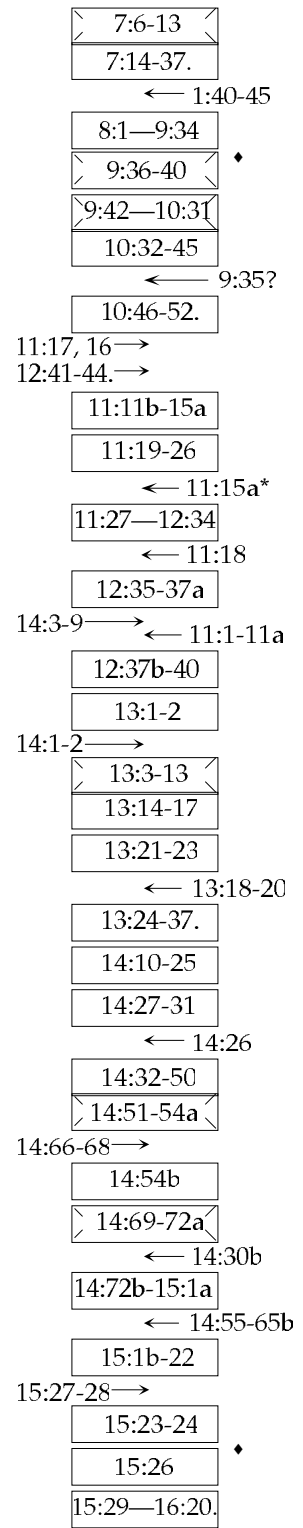 7:6-13
7:14-37.
← 1:40-45
8:1—9:34
9:36-40 ♦
9:42—10:31
10:32-45
← 9:35?
10:46-52.
11:17, 16→
12:41-44.→
11:11b-15a
11:19-26
← 11:15a*
11:27—12:34
← 11:18
12:35-37a
14:3-9→
← 11:1-11a
12:37b-40
13:1-2
14:1-2→
13:3-13
13:14-17
13:21-23
← 13:18-20
13:24-37.
14:10-25
14:27-31
← 14:26
14:32-50
14:51-54a
14:66-68→
14:54b
14:69-72a
← 14:30b
14:72b-15:1a
← 14:55-65b
15:1b-22
15:27-28→
15:23-24
15:26 ♦
15:29—16:20.